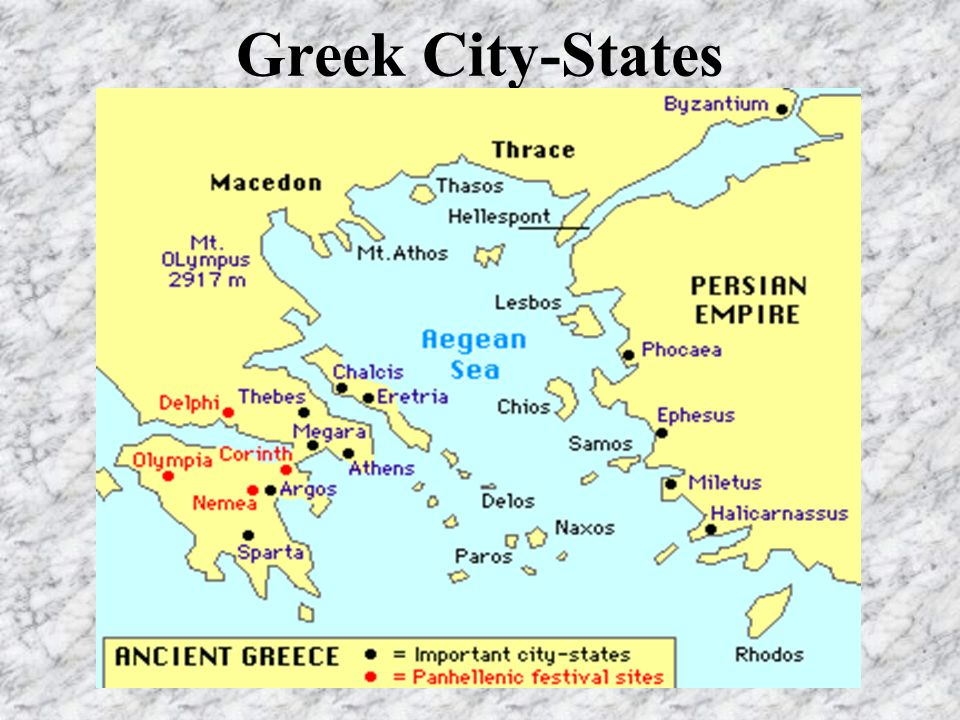 Greek City-States
Byzantium
Thrace
Macedon
Thasos
Hellespont
Mt.
OLympus
2917 m
Mt.Athos
PERSIAN
EMPIRE
Lesbos
Aegean
Sea
Phocaea
Chalcis
Delphi
Thebes
Eretria
Chios
Ephesus
Megara
Samos
Olympia
Corinth
Athens
Miletus
Nemea
Argos
Delos
Halicarnassus
Naxos
Sparta
Paros
Rhodos
ANCIENT GREECE
= Important city-states
= Panhellenic festival sites